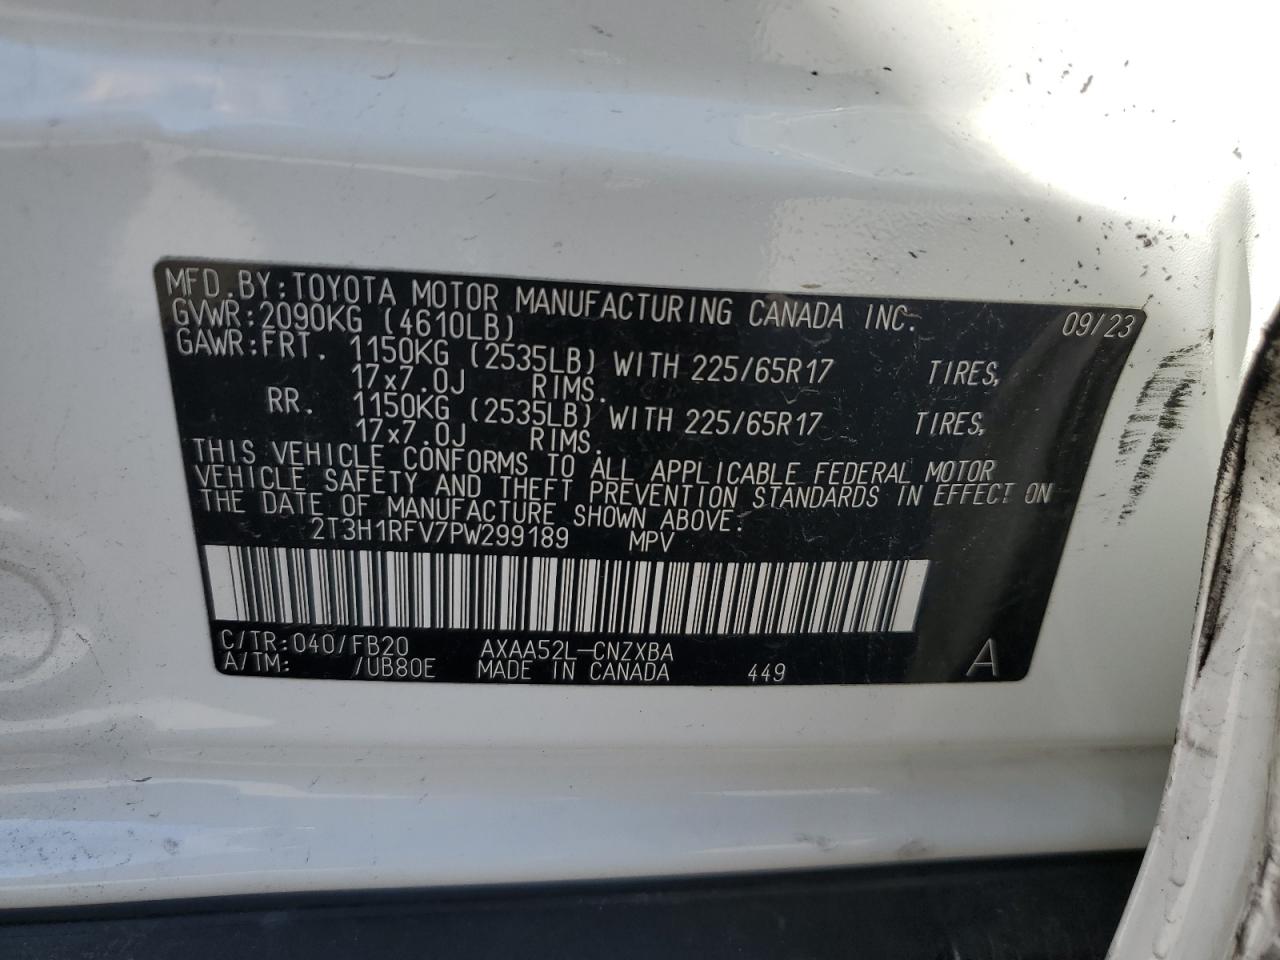 MFD.BY:TOYOTA MOTOR MANUFACTURING CANADA INC. 09/23
GVWR:2090KG (4610LB)
GAWR:FRT. 1150KG (2535LB) WITH 225/65R17 TIRES,
17x7.0J RIMS.
RR. 1150KG (2535LB) WITH 225/65R17 TIRES,
17x7.0J RIMS.
THIS VEHICLE CONFORMS TO ALL APPLICABLE FEDERAL MOTOR
VEHICLE SAFETY AND THEFT PREVENTION STANDARDS IN EFFECT ON
THE DATE OF MANUFACTURE SHOWN ABOVE.
2T3H1RFV7PW299189 MPV
C/TR:040/FB20 AXAA52L-CNZXBA
A/TM: /UB80E MADE IN CANADA 449 A